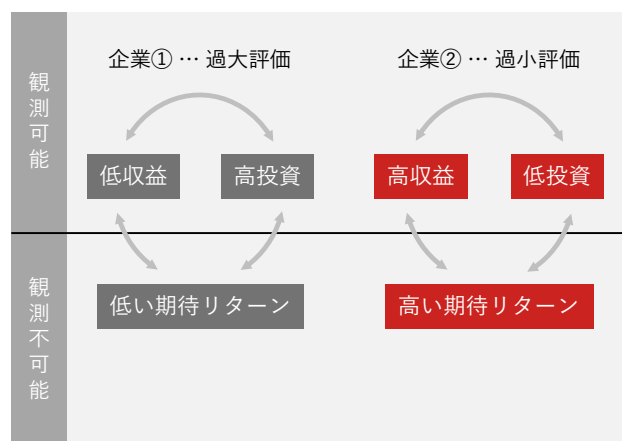 観測可能
企業① … 過大評価
企業② … 過小評価
低収益
高投資
高収益
低投資
観測不可能
低い期待リターン
高い期待リターン